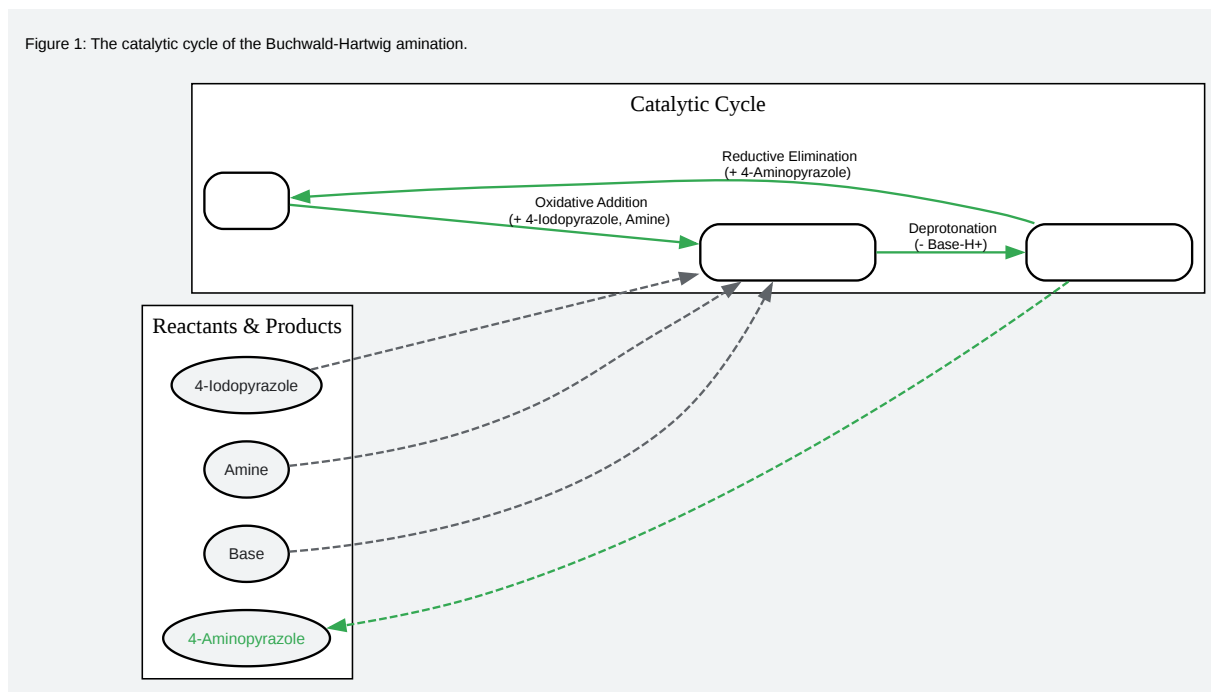 Figure 1: The catalytic cycle of the Buchwald-Hartwig amination.
Catalytic Cycle
Reductive Elimination
(+ 4-Aminopyrazole)
Oxidative Addition
(+ 4-Iodopyrazole, Amine)
Deprotonation
(- Base-H+)
Reactants & Products
4-Iodopyrazole
Amine
Base
4-Aminopyrazole